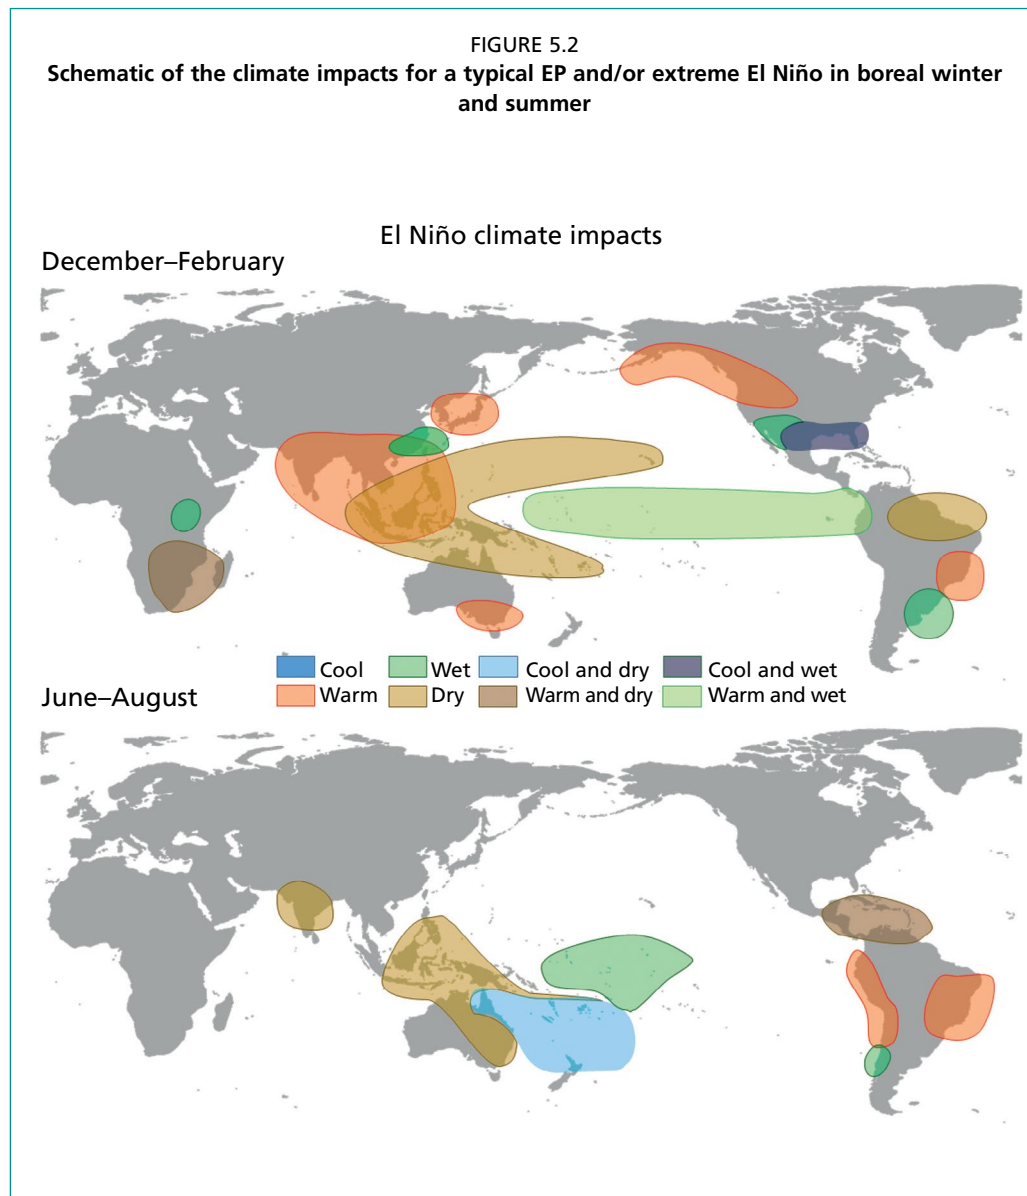 FIGURE 5.2
Schematic of the climate impacts for a typical EP and/or extreme El Niño in boreal winter
and summer
El Niño climate impacts
December–February
Cool Wet Cool and dry Cool and wet
Warm Dry Warm and dry Warm and wet
June–August